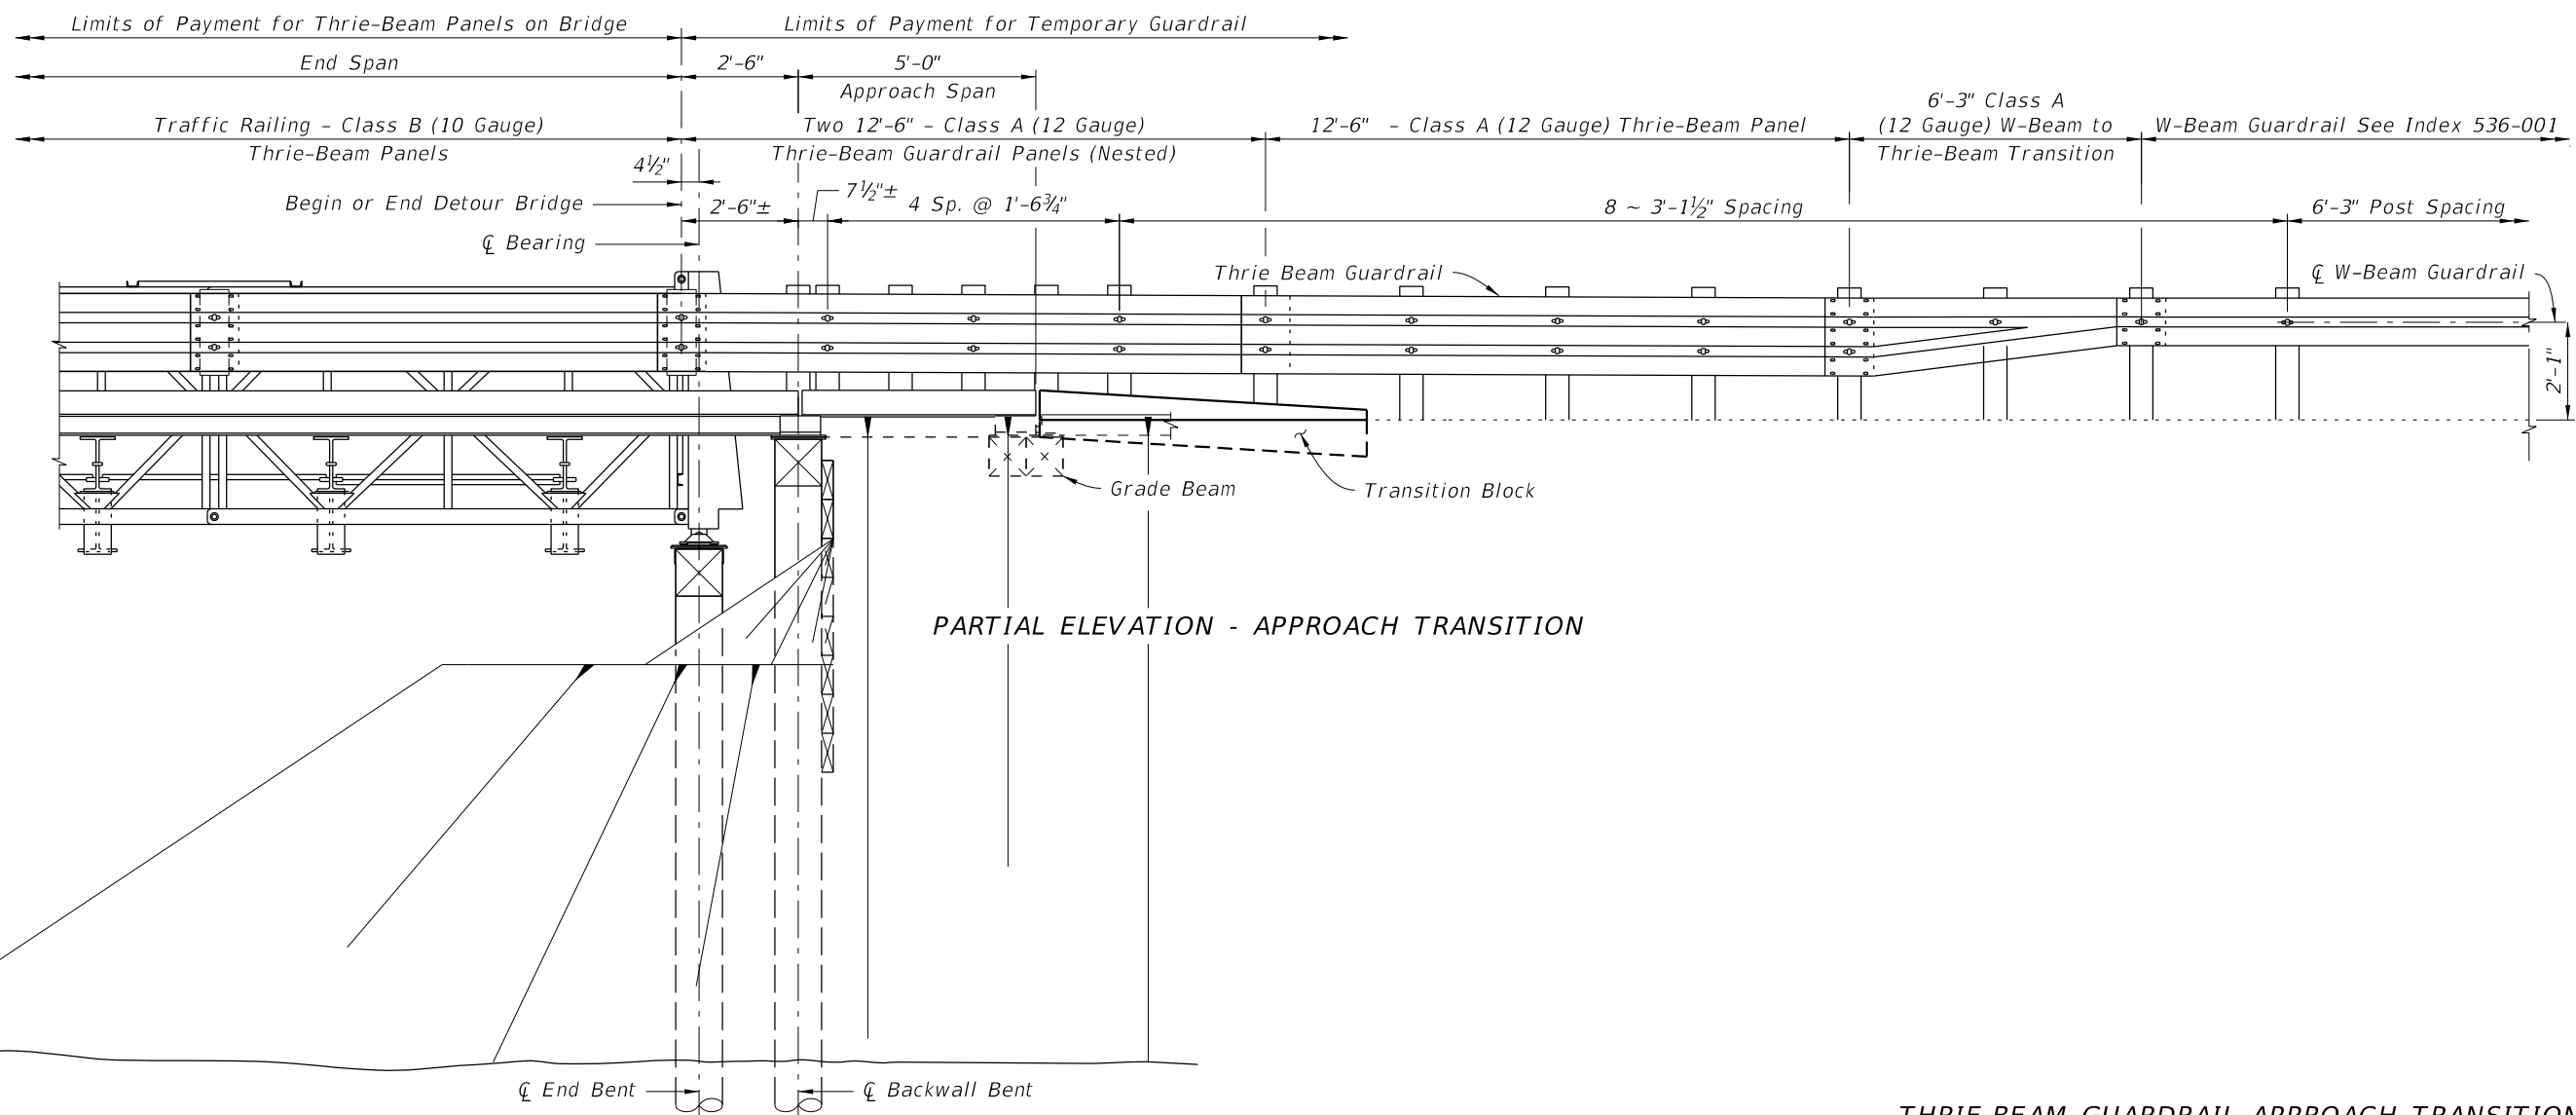 Limits of Payment for Thrie-Beam Panels on Bridge
Limits of Payment for Temporary Guardrail
End Span
2'-6"
5'-0"
Approach Span
6'-3" Class A
Traffic Railing - Class B (10 Gauge)
Two 12'-6" - Class A (12 Gauge)
12'-6" - Class A (12 Gauge) Thrie-Beam Panel
(12 Gauge) W-Beam to
W-Beam Guardrail See Index 536-001
Thrie-Beam Panels
Thrie-Beam Guardrail Panels (Nested)
Thrie-Beam Transition
4½"
7½"±
Begin or End Detour Bridge
2'-6"±
4 Sp. @ 1'-6¾"
8 ~ 3'-1½" Spacing
6'-3" Post Spacing
℄ Bearing
Thrie Beam Guardrail
℄ W-Beam Guardrail
2'-1"
Grade Beam
Transition Block
PARTIAL ELEVATION - APPROACH TRANSITION
℄ End Bent
℄ Backwall Bent
THRIE-BEAM GUARDRAIL APPROACH TRANSITION